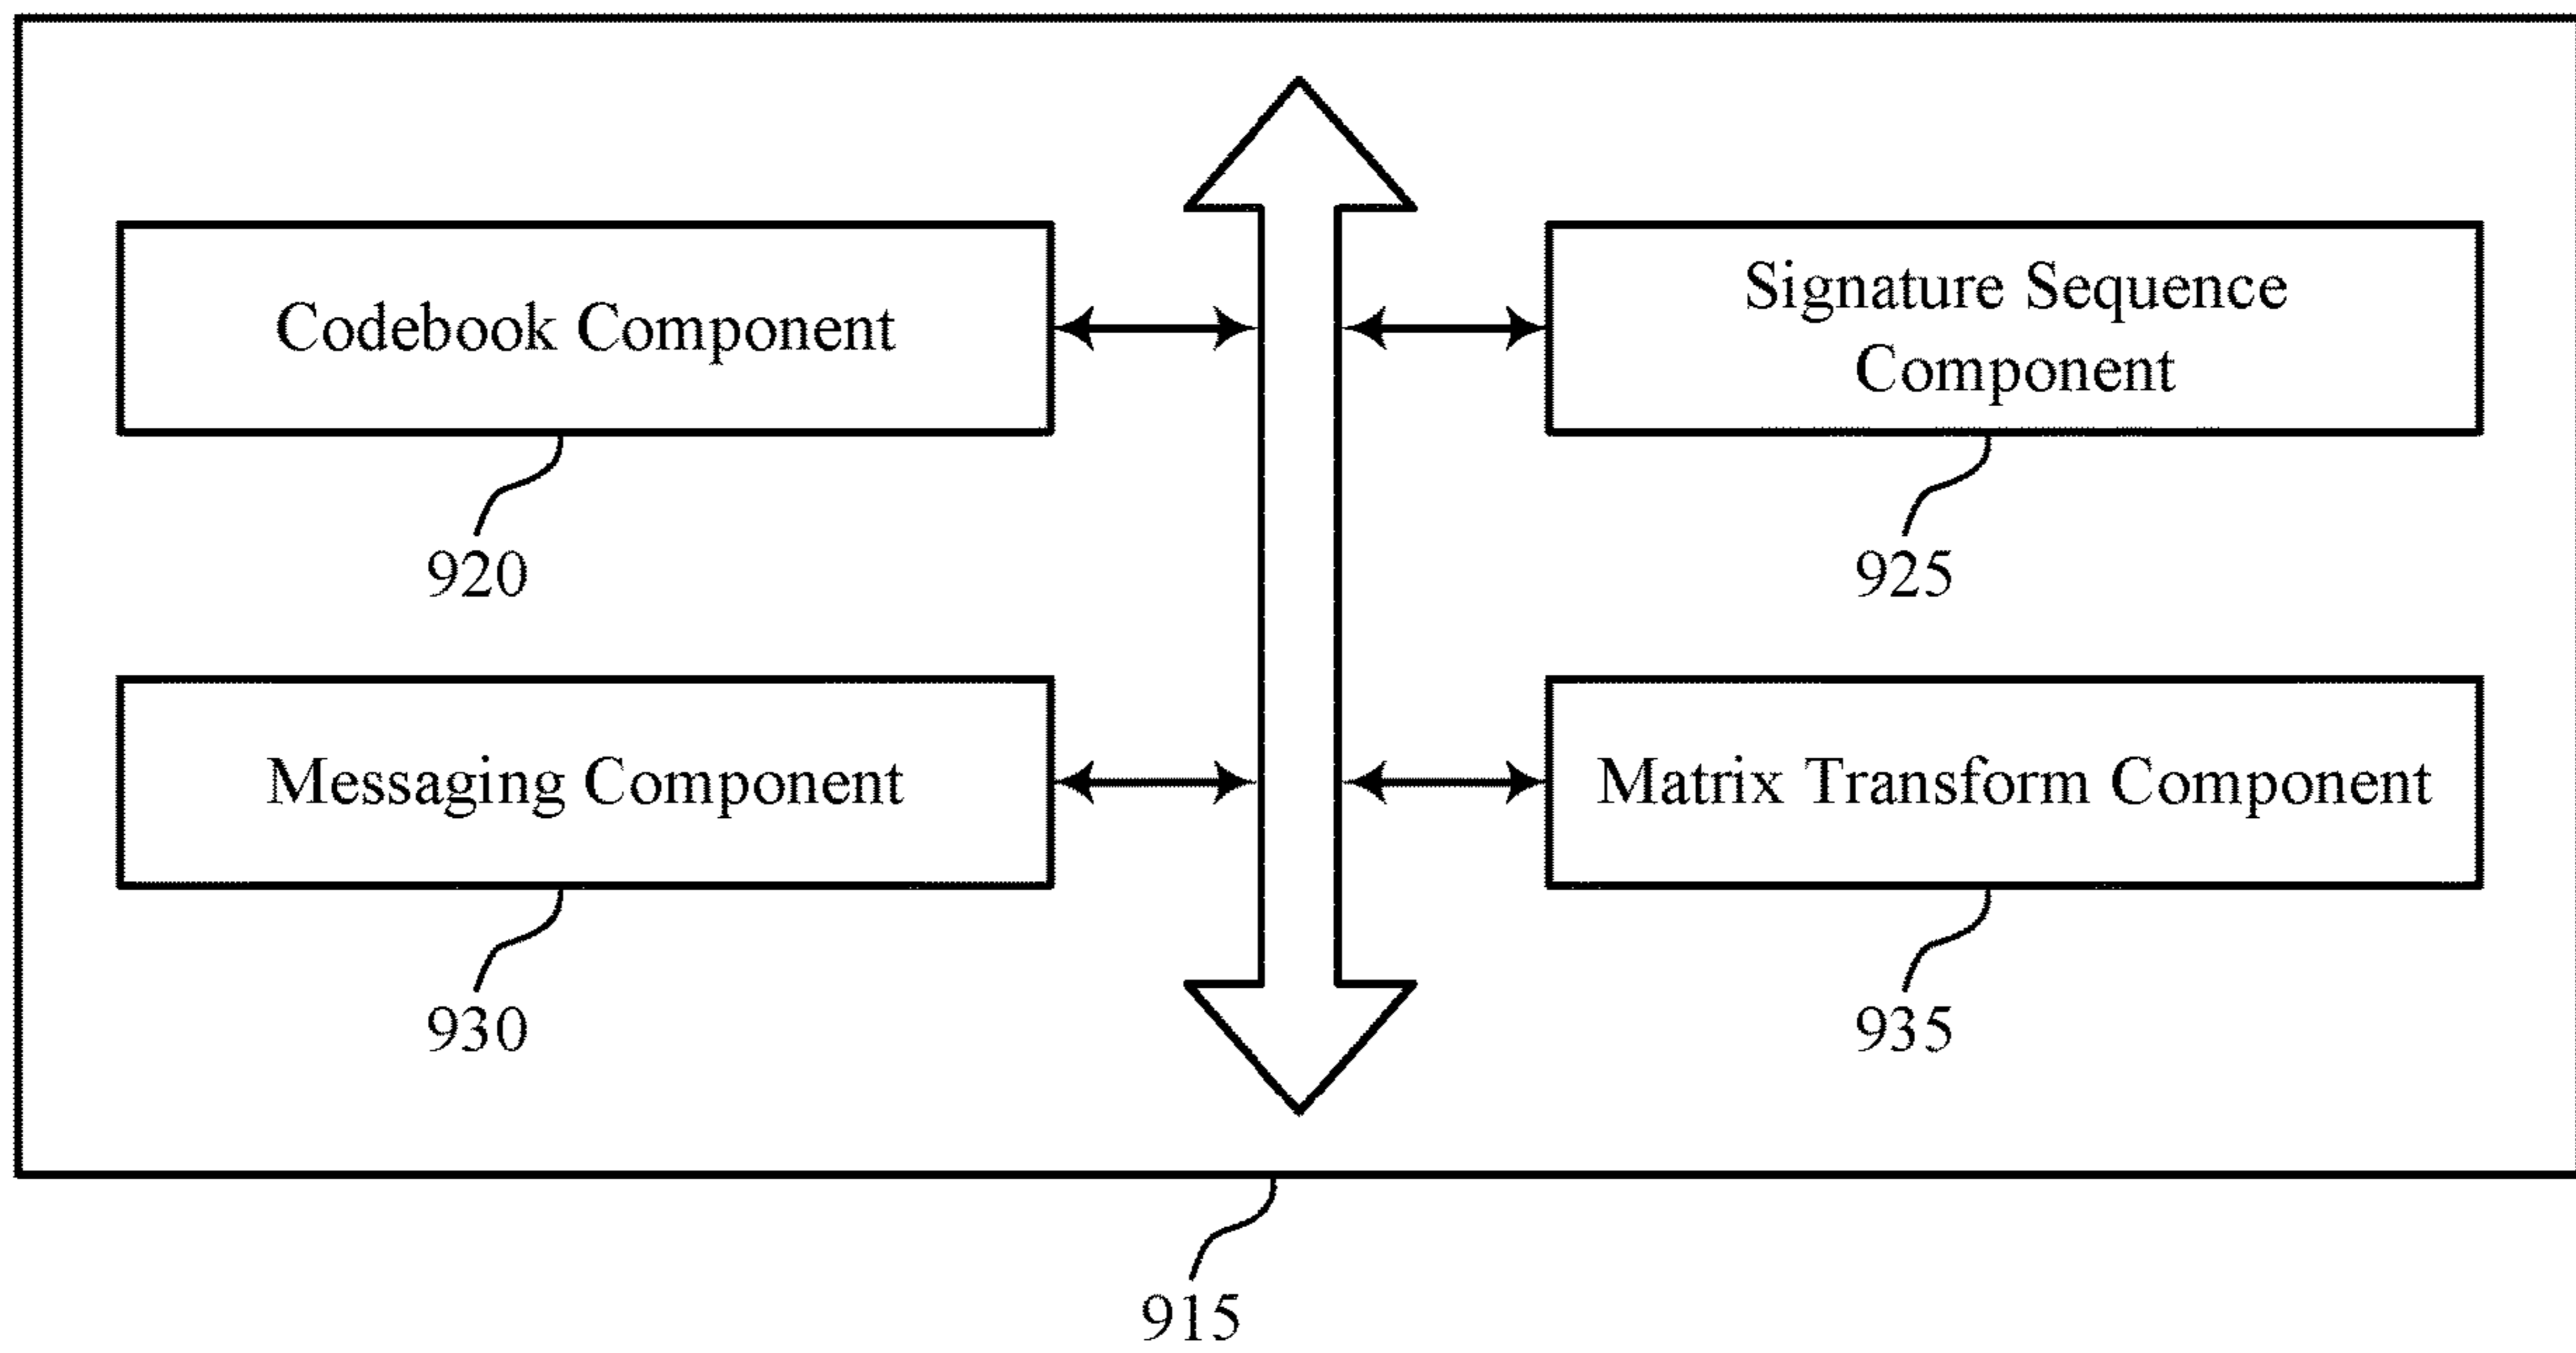 Codebook Component
Signature Sequence
Component
920
925
Messaging Component
Matrix Transform Component
930
935
915